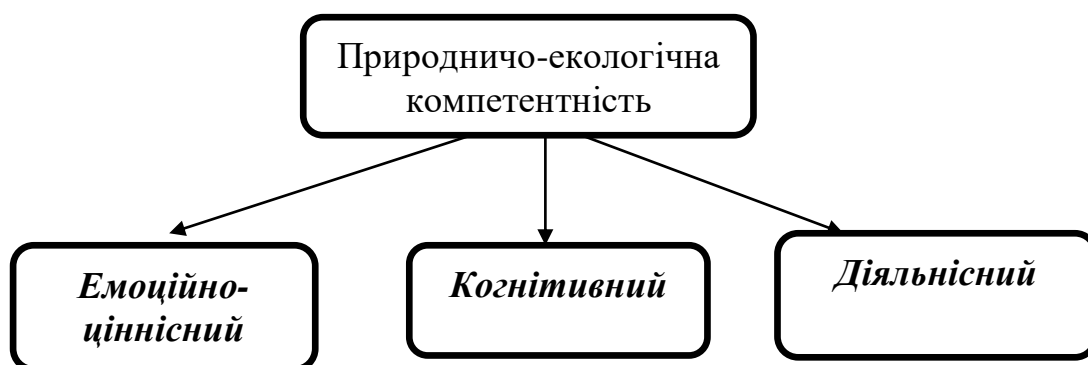 Природничо-екологічна
компетентність
Емоційно-
ціннісний
Когнітивний
Діяльнісний